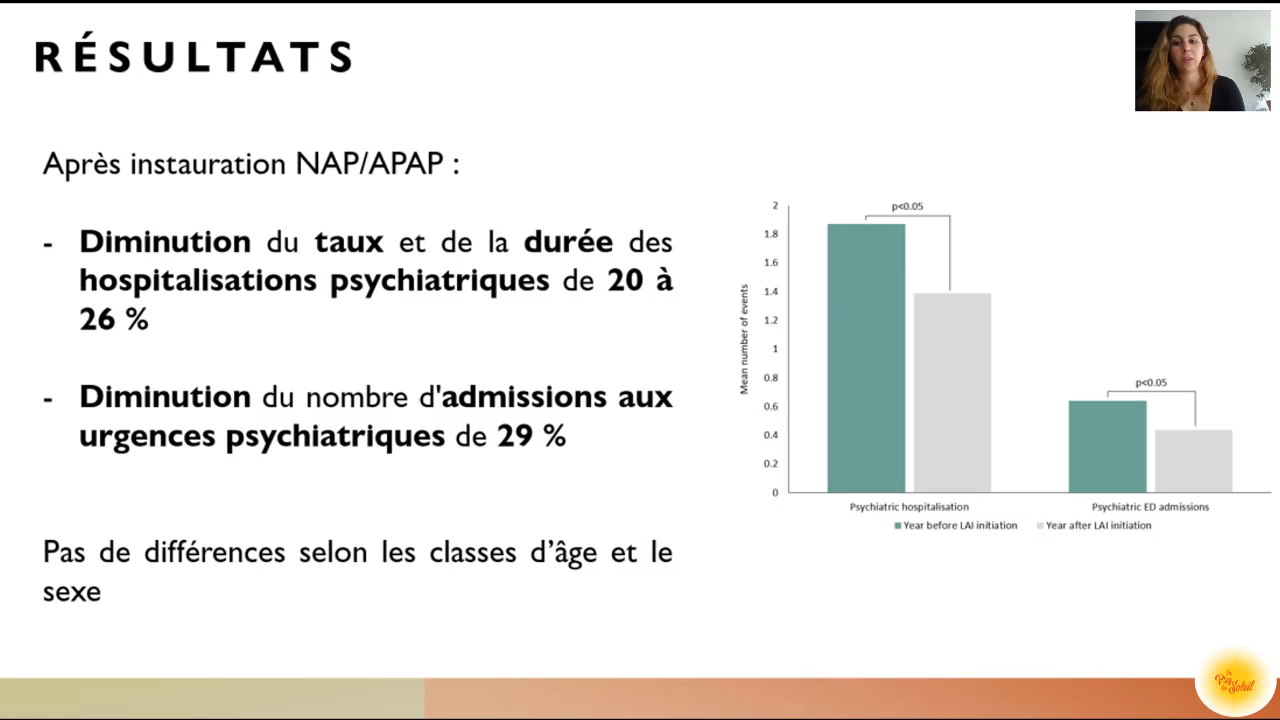 RÉSULTATS
Après instauration NAP/APAP :
- Diminution du taux et de la durée des
hospitalisations psychiatriques de 20 à
26 %
- Diminution du nombre d'admissions aux
urgences psychiatriques de 29 %
Pas de différences selon les classes d’âge et le
sexe
Mean number of events
2
1.8
1.6
1.4
1.2
1
0.8
0.6
0.4
0.2
0
p<0.05
p<0.05
Psychiatric hospitalisation
Psychiatric ED admissions
Year before LAI initiation
Year after LAI initiation
Psy
Soleil